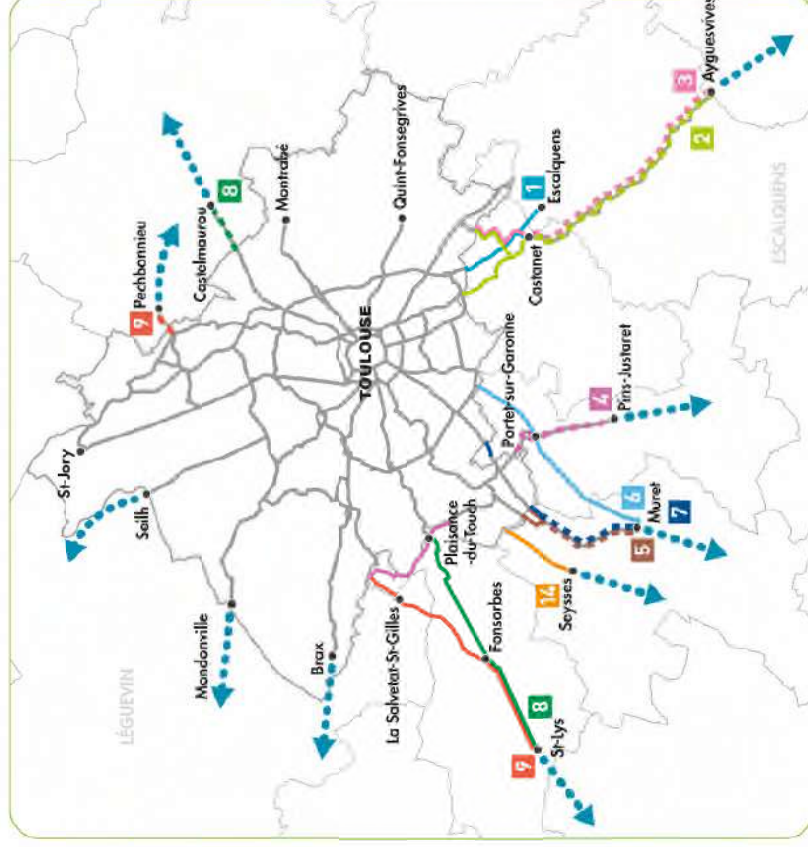 St-Jory
LÉGUEVIN
Seilh
9 Pechbonnieu
Castelmaurou
8
Mondonville
Montrabé
Brax
TOULOUSE
La Salvetat-St-Gilles
Quint-Fonsegrives
Plaisance
-du-Touch
Fonsorbes
Portet-sur-Garonne
9
8
St-Lys
14
Seysses
1
Escalquens
Castanet
4
Pins-Justaret
5
6
7
Muret
2
3
Ayguesvives
ESCALQUENS